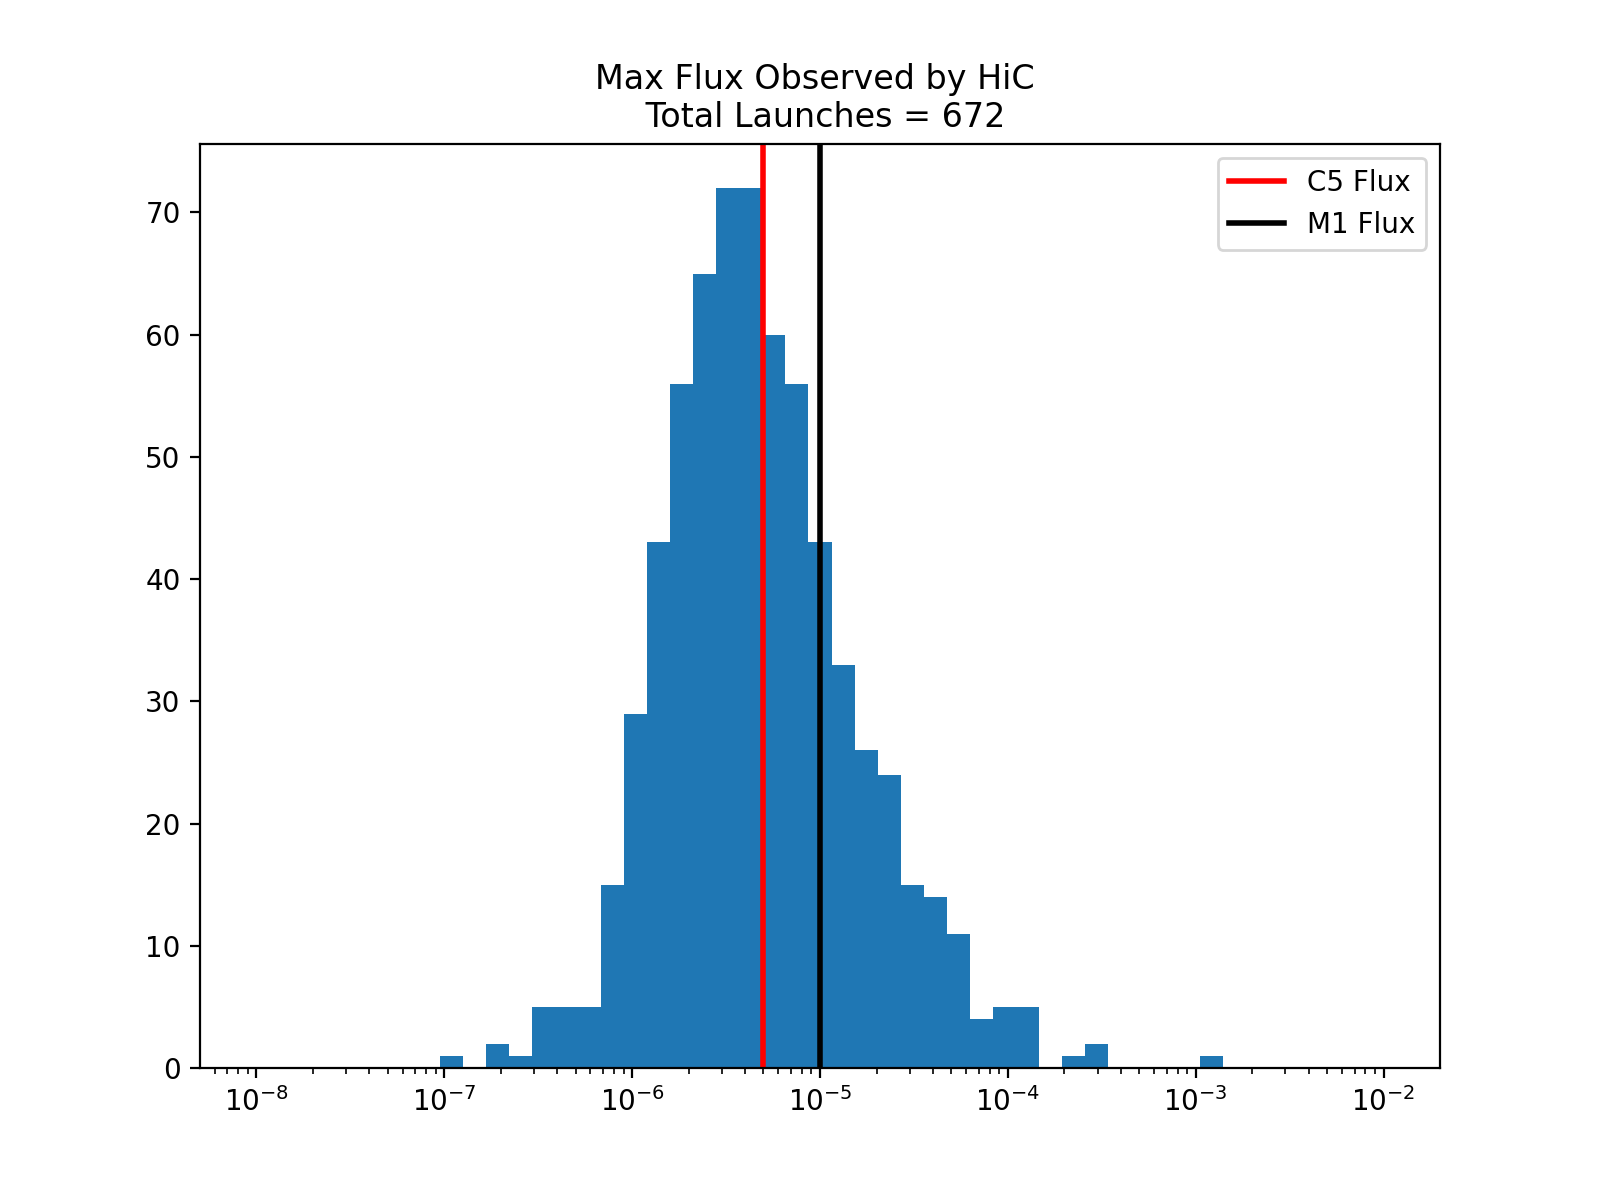 Max Flux Observed by HiC
Total Launches = 672
C5 Flux
M1 Flux
70
60
50
40
30
20
10
0
10⁻⁸ 10⁻⁷ 10⁻⁶ 10⁻⁵ 10⁻⁴ 10⁻³ 10⁻²